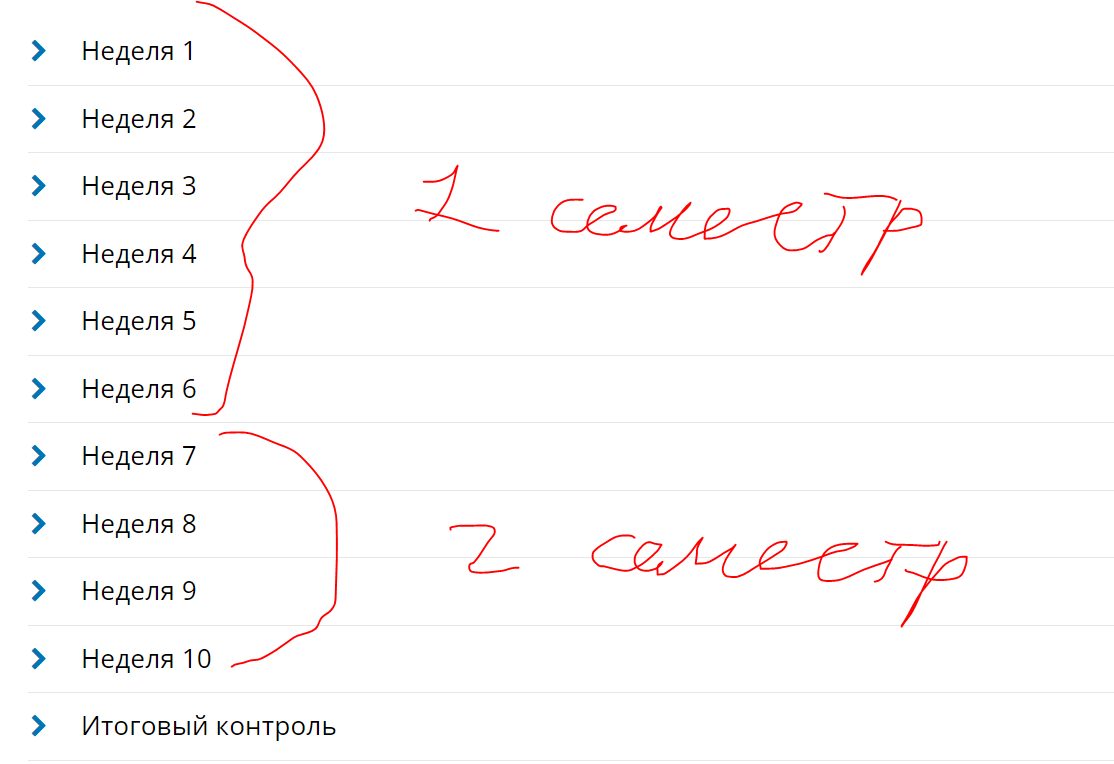 Неделя 1
Неделя 2
Неделя 3
1 семестр
Неделя 4
Неделя 5
Неделя 6
Неделя 7
Неделя 8
2 семестр
Неделя 9
Неделя 10
Итоговый контроль